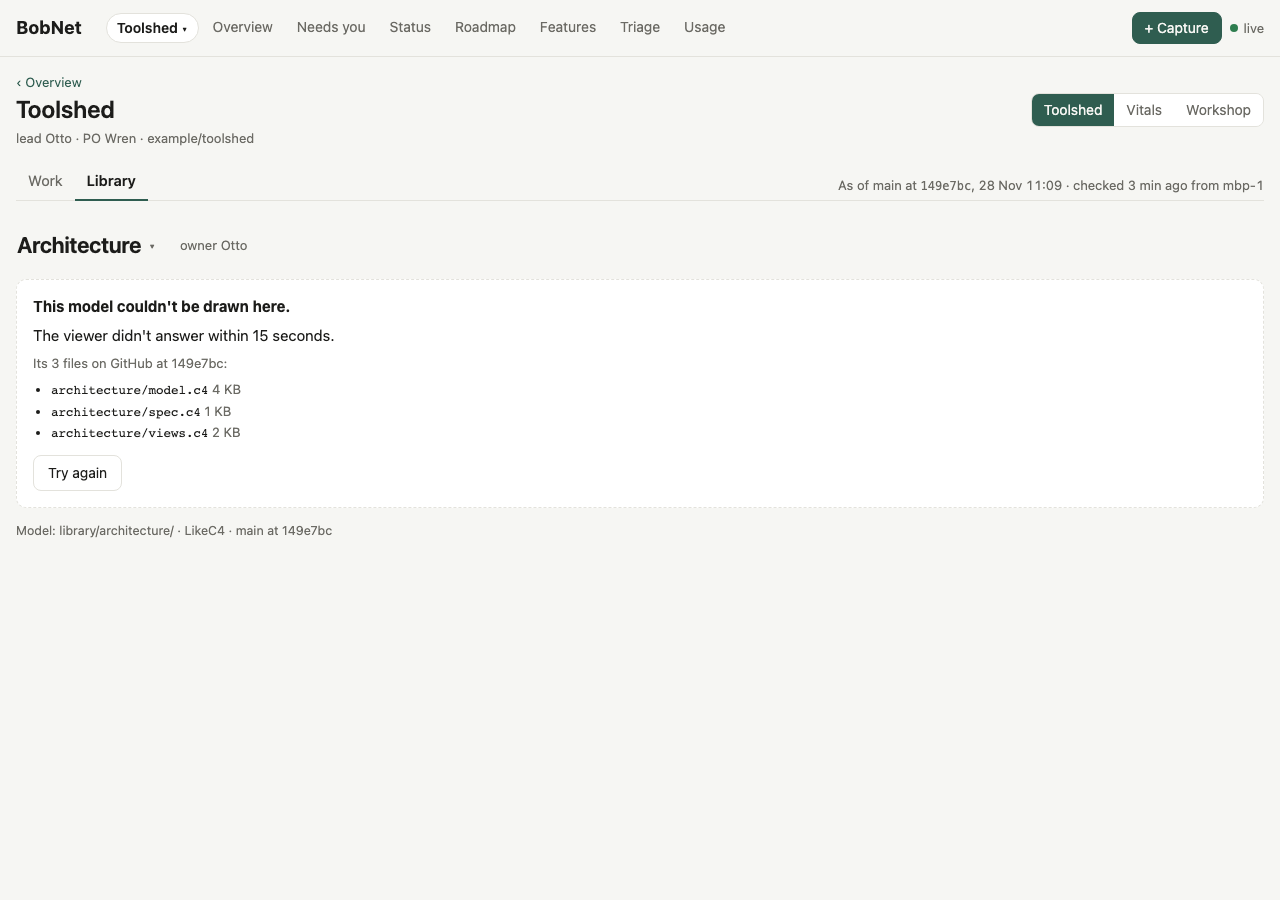 BobNet
Toolshed ▾
Overview
Needs you
Status
Roadmap
Features
Triage
Usage
+ Capture
live
‹ Overview
Toolshed
lead Otto · PO Wren · example/toolshed
Toolshed
Vitals
Workshop
Work
Library
As of main at 149e7bc, 28 Nov 11:09 · checked 3 min ago from mbp-1
Architecture ▾
owner Otto
This model couldn't be drawn here.
The viewer didn't answer within 15 seconds.
Its 3 files on GitHub at 149e7bc:
• architecture/model.c4 4 KB
• architecture/spec.c4 1 KB
• architecture/views.c4 2 KB
Try again
Model: library/architecture/ · LikeC4 · main at 149e7bc